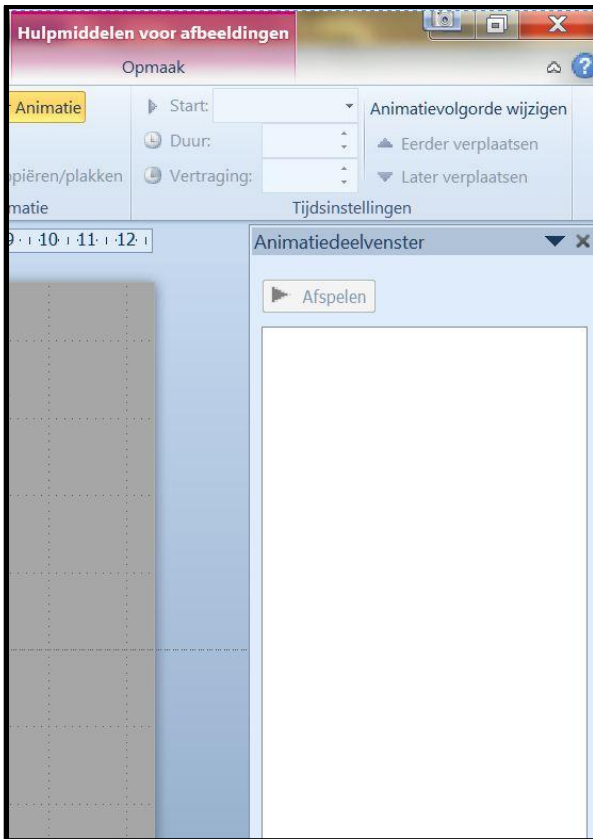 Hulpmiddelen voor afbeeldingen
Opmaak
Animatie
Start:
Animatievolgorde wijzigen
Duur:
Eerder verplaatsen
opiëren/plakken
Vertraging:
Later verplaatsen
matie
Tijdsinstellingen
9 10 11 12
Animatiedeelvenster
Afspelen